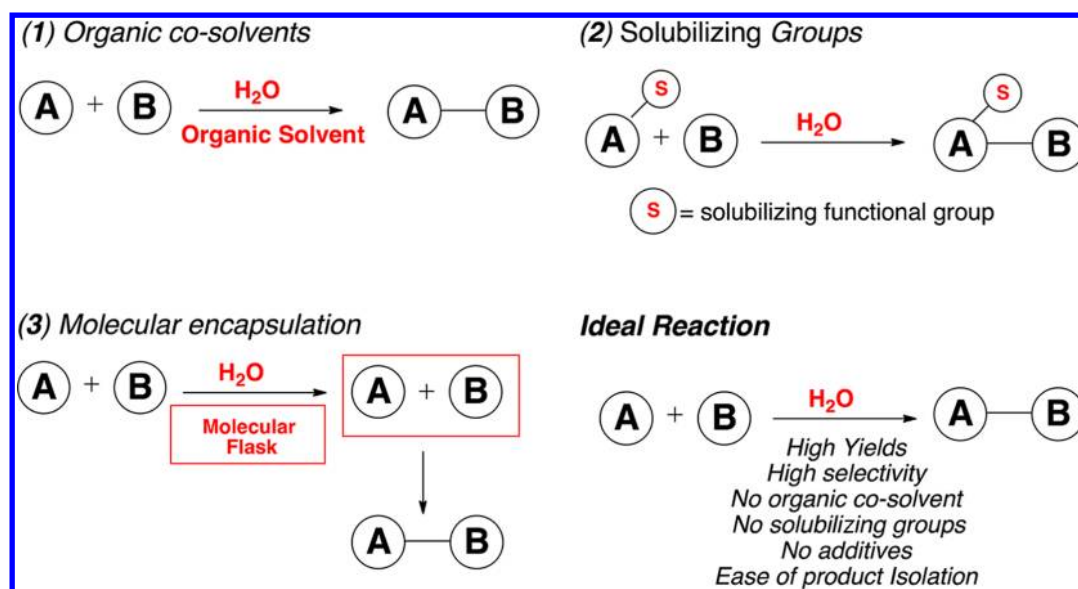 (1) Organic co-solvents
A + B
H₂O
Organic Solvent
A B
(2) Solubilizing Groups
S
A + B
H₂O
S
A B
S = solubilizing functional group
(3) Molecular encapsulation
A + B
H₂O
Molecular
Flask
A + B
A B
Ideal Reaction
A + B
H₂O
A B
High Yields
High selectivity
No organic co-solvent
No solubilizing groups
No additives
Ease of product Isolation